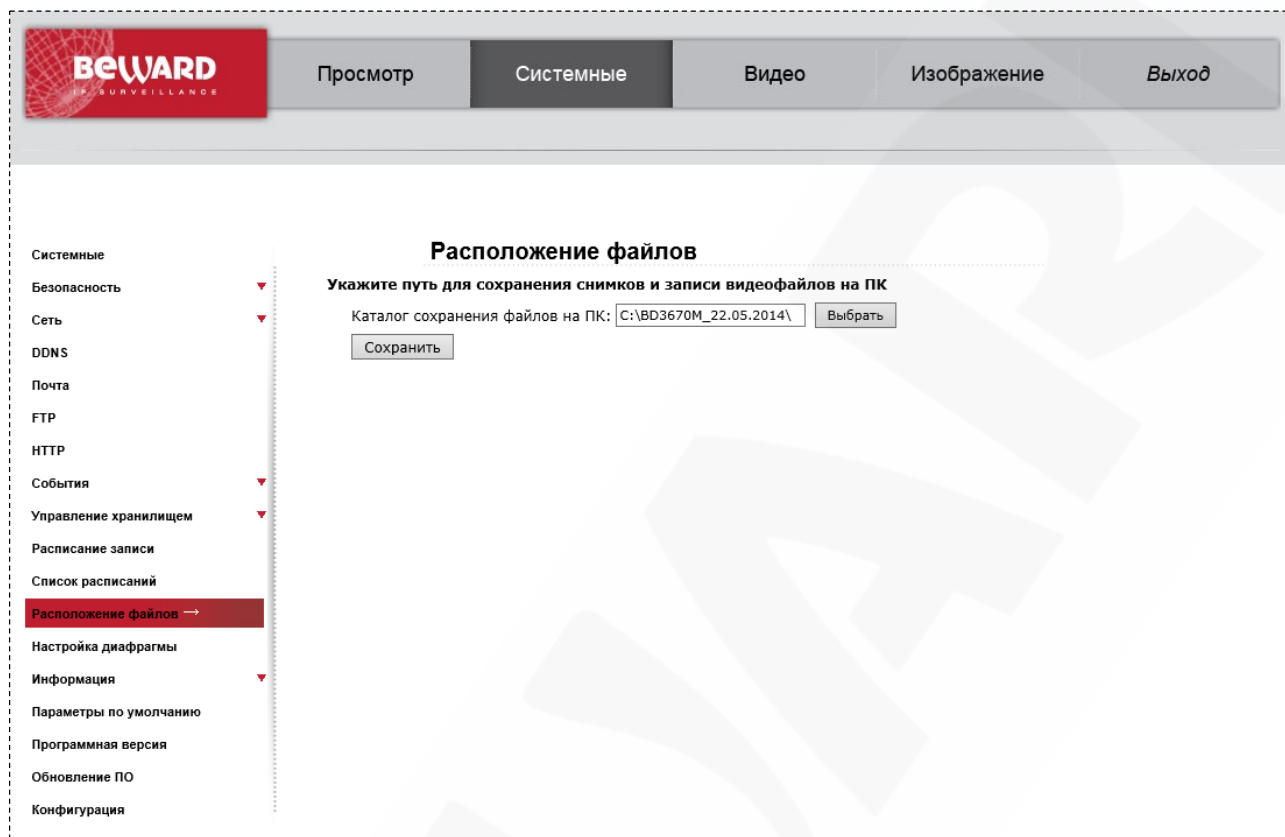 BEWARD
IP SURVEILLANCE
Просмотр
Системные
Видео
Изображение
Выход
Системные
Безопасность
Сеть
DDNS
Почта
FTP
HTTP
События
Управление хранилищем
Расписание записи
Список расписаний
Расположение файлов →
Настройка диафрагмы
Информация
Параметры по умолчанию
Программная версия
Обновление ПО
Конфигурация
Расположение файлов
Укажите путь для сохранения снимков и записи видеофайлов на ПК
Каталог сохранения файлов на ПК: C:\BD3670M_22.05.2014\ Выбрать
Сохранить